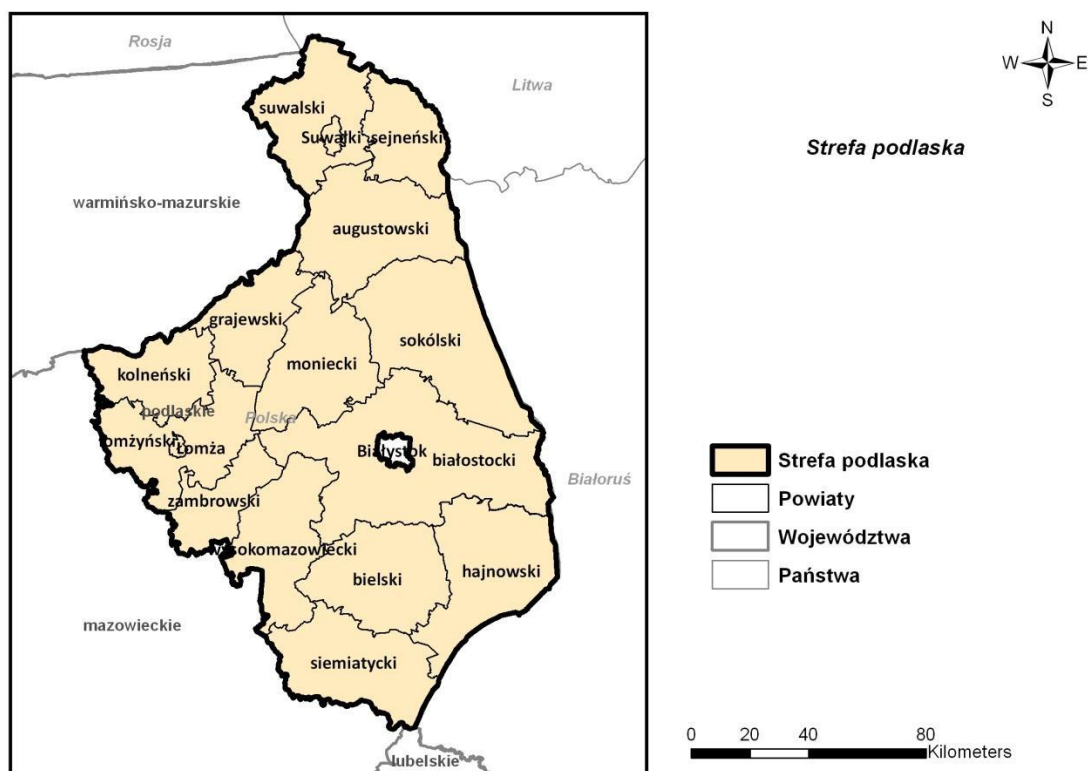 Rosja
Litwa
suwalski
Suwałki
sejneński
warmińsko-mazurskie
augustowski
grajewski
sokólski
moniecki
kolneński
podlaskie
Polska
łomżyński
Łomża
Białystok
białostocki
Białoruś
zambrowski
wysokomazowiecki
bielski
hajnowski
mazowieckie
siemiatycki
lubelskie
N
W
E
S
Strefa podlaska
Strefa podlaska
Powiaty
Województwa
Państwa
0 20 40 80
Kilometers